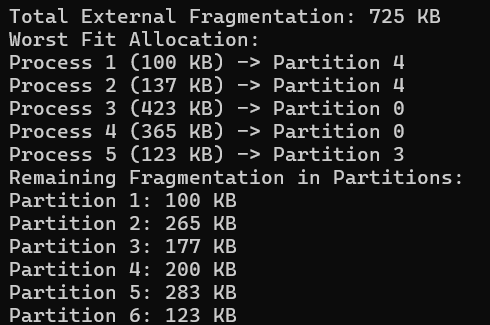 Total External Fragmentation: 725 KB
Worst Fit Allocation:
Process 1 (100 KB) -> Partition 4
Process 2 (137 KB) -> Partition 4
Process 3 (423 KB) -> Partition 0
Process 4 (365 KB) -> Partition 0
Process 5 (123 KB) -> Partition 3
Remaining Fragmentation in Partitions:
Partition 1: 100 KB
Partition 2: 265 KB
Partition 3: 177 KB
Partition 4: 200 KB
Partition 5: 283 KB
Partition 6: 123 KB